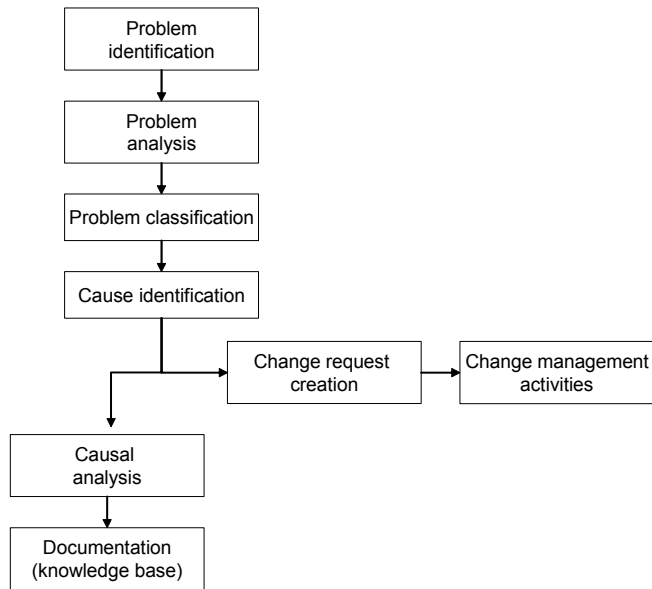 Problem
identification
Problem
analysis
Problem classification
Cause identification
Change request
creation
Change management
activities
Causal
analysis
Documentation
(knowledge base)